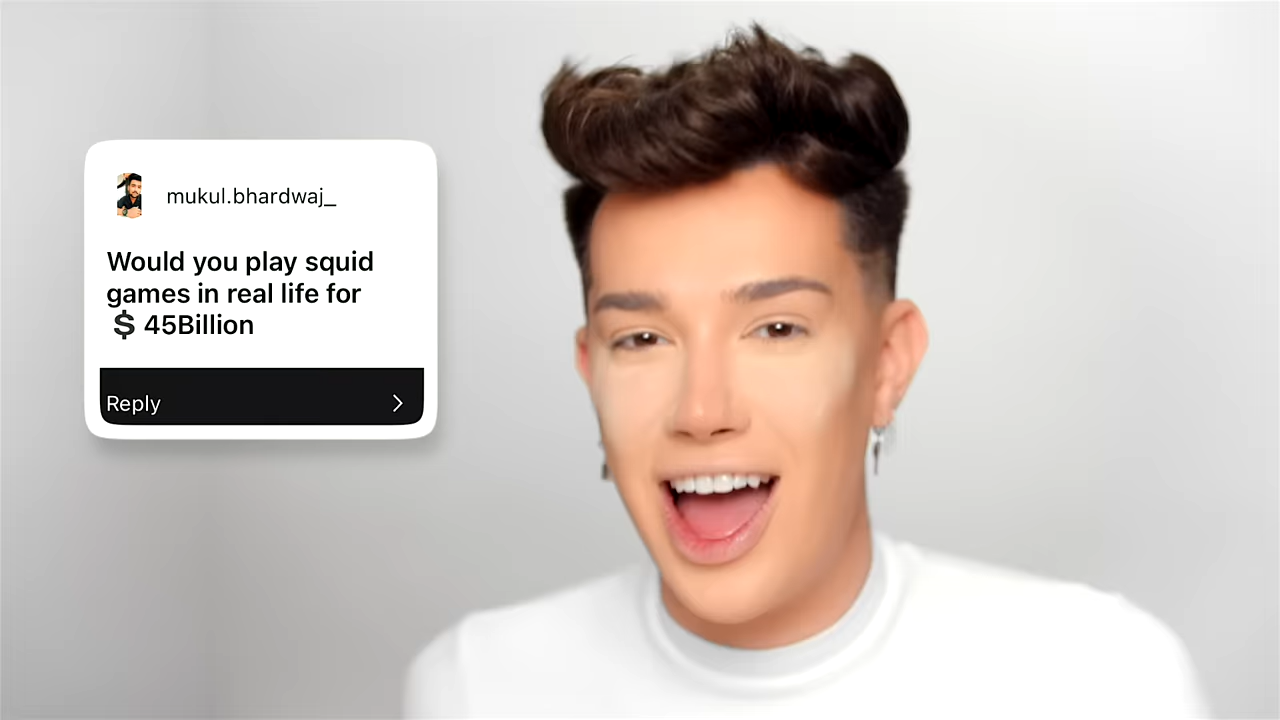 mukul.bhardwaj_
Would you play squid
games in real life for
$ 45Billion
Reply